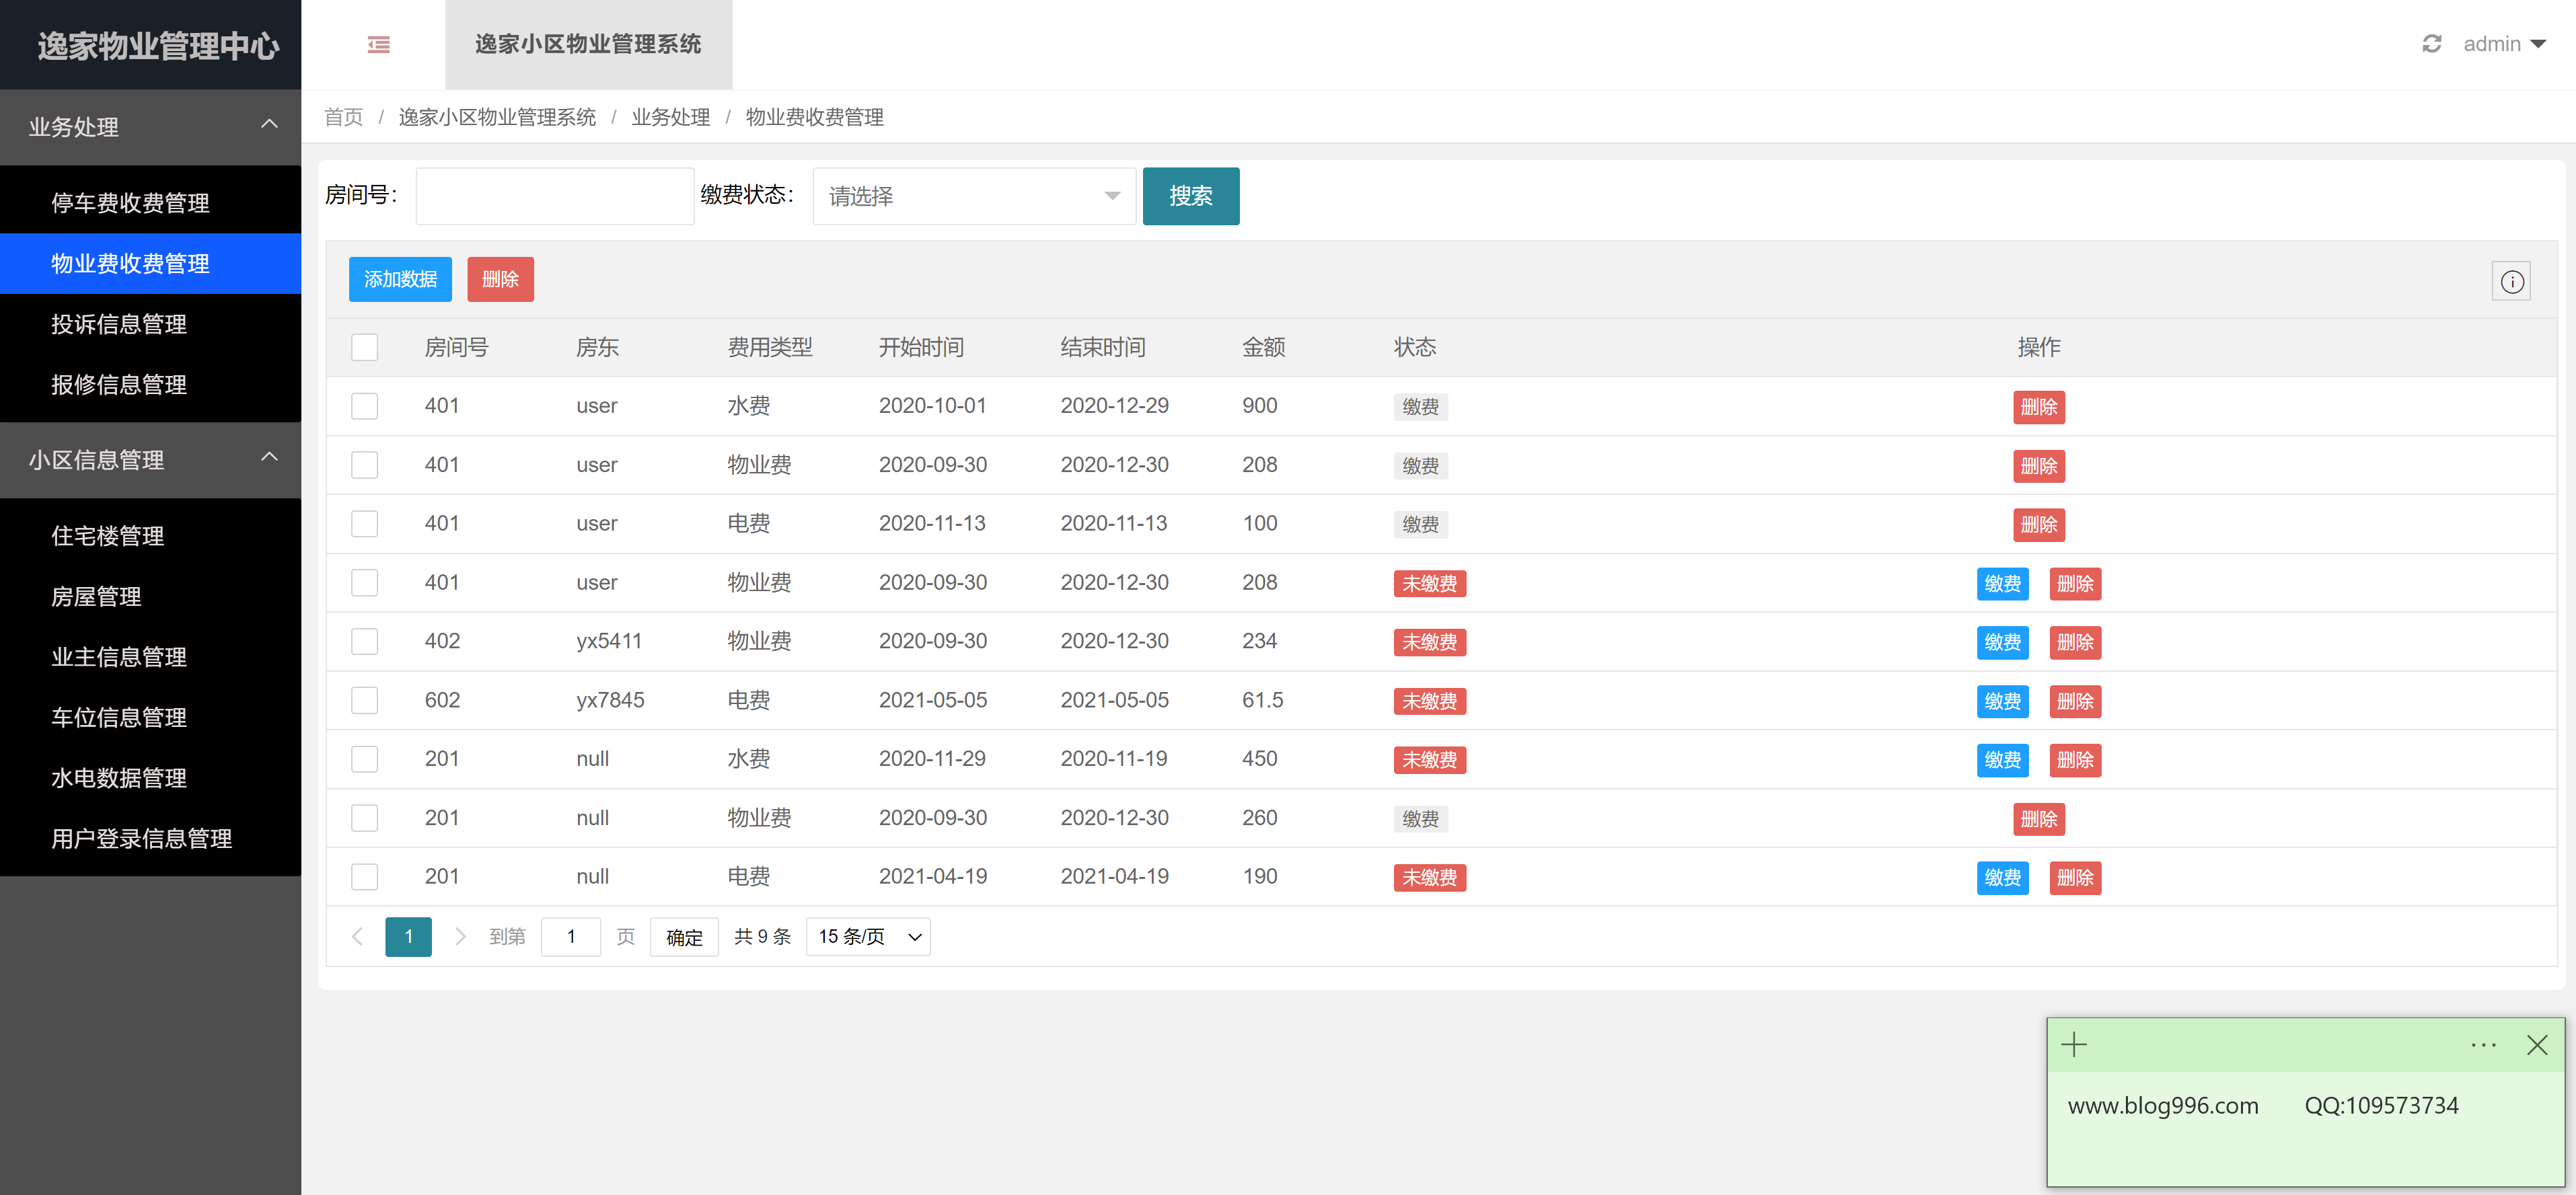 逸家物业管理中心
逸家小区物业管理系统
admin
首页 / 逸家小区物业管理系统 / 业务处理 / 物业费收费管理
业务处理
停车费收费管理
物业费收费管理
投诉信息管理
报修信息管理
小区信息管理
住宅楼管理
房屋管理
业主信息管理
车位信息管理
水电数据管理
用户登录信息管理
房间号： 缴费状态： 请选择 搜索
添加数据 删除
房间号 房东 费用类型 开始时间 结束时间 金额 状态 操作
401 user 水费 2020-10-01 2020-12-29 900 缴费 删除
401 user 物业费 2020-09-30 2020-12-30 208 缴费 删除
401 user 电费 2020-11-13 2020-11-13 100 缴费 删除
401 user 物业费 2020-09-30 2020-12-30 208 未缴费 缴费 删除
402 yx5411 物业费 2020-09-30 2020-12-30 234 未缴费 缴费 删除
602 yx7845 电费 2021-05-05 2021-05-05 61.5 未缴费 缴费 删除
201 null 水费 2020-11-29 2020-11-19 450 未缴费 缴费 删除
201 null 物业费 2020-09-30 2020-12-30 260 缴费 删除
201 null 电费 2021-04-19 2021-04-19 190 未缴费 缴费 删除
1 到第 1 页 确定 共 9 条 15 条/页
www.blog996.com QQ:109573734